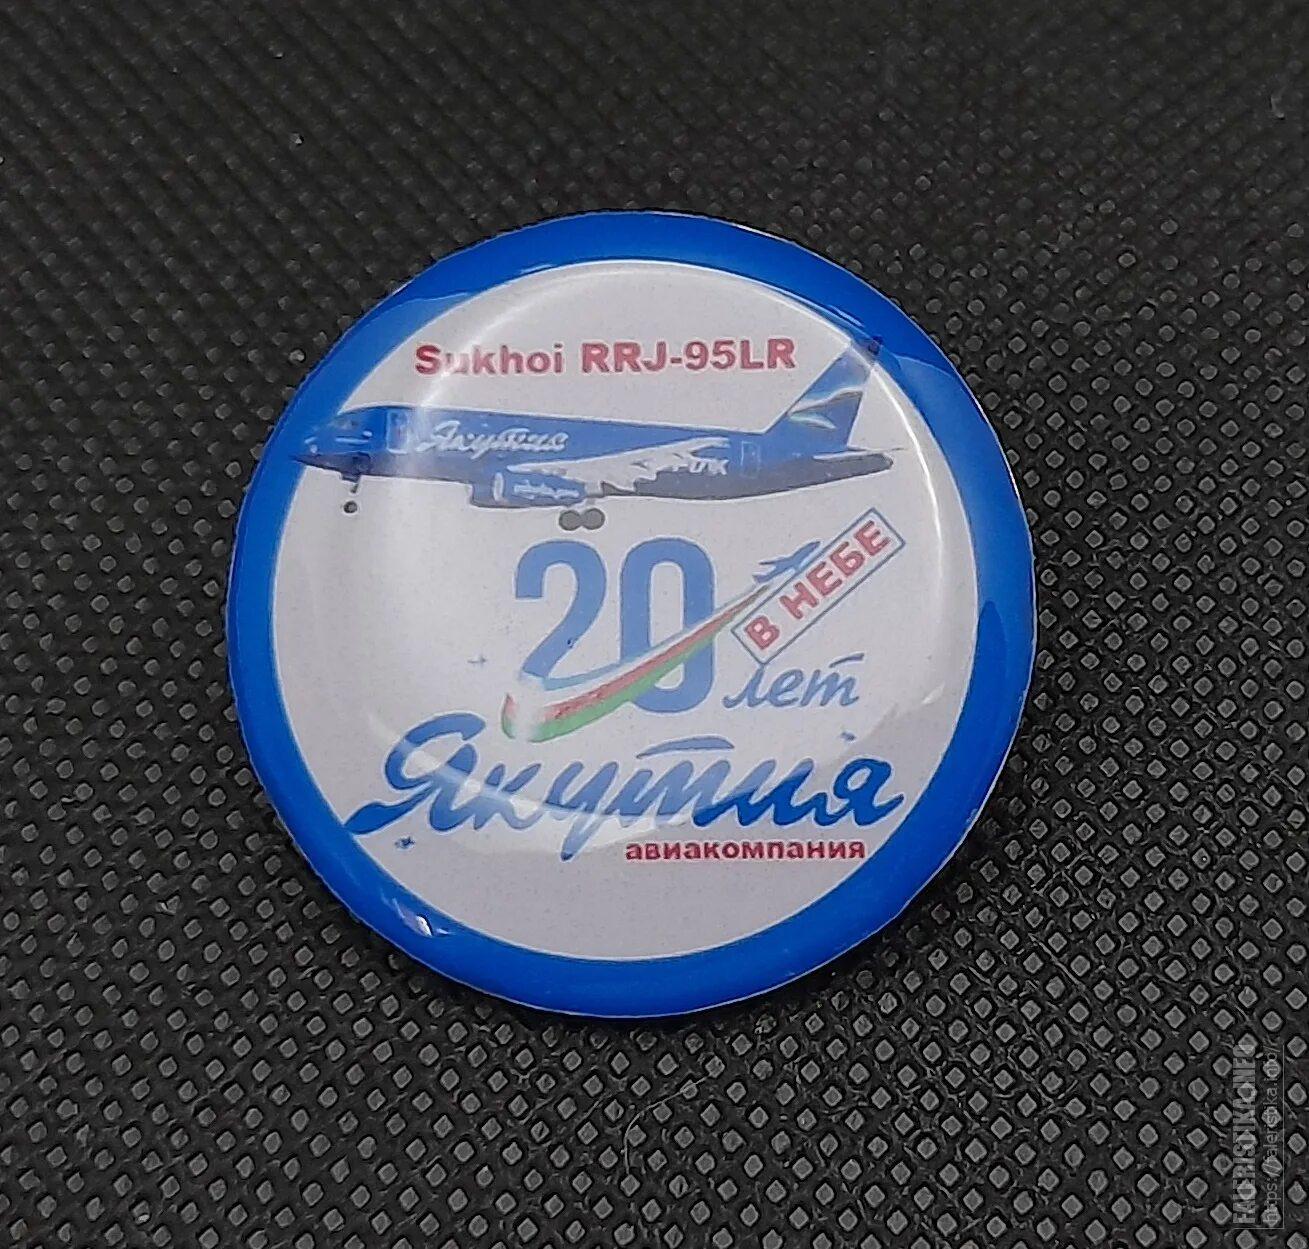 Sukhoi RRJ-95LR
Якутия
20
В НЕБЕ
лет
Якутия
авиакомпания